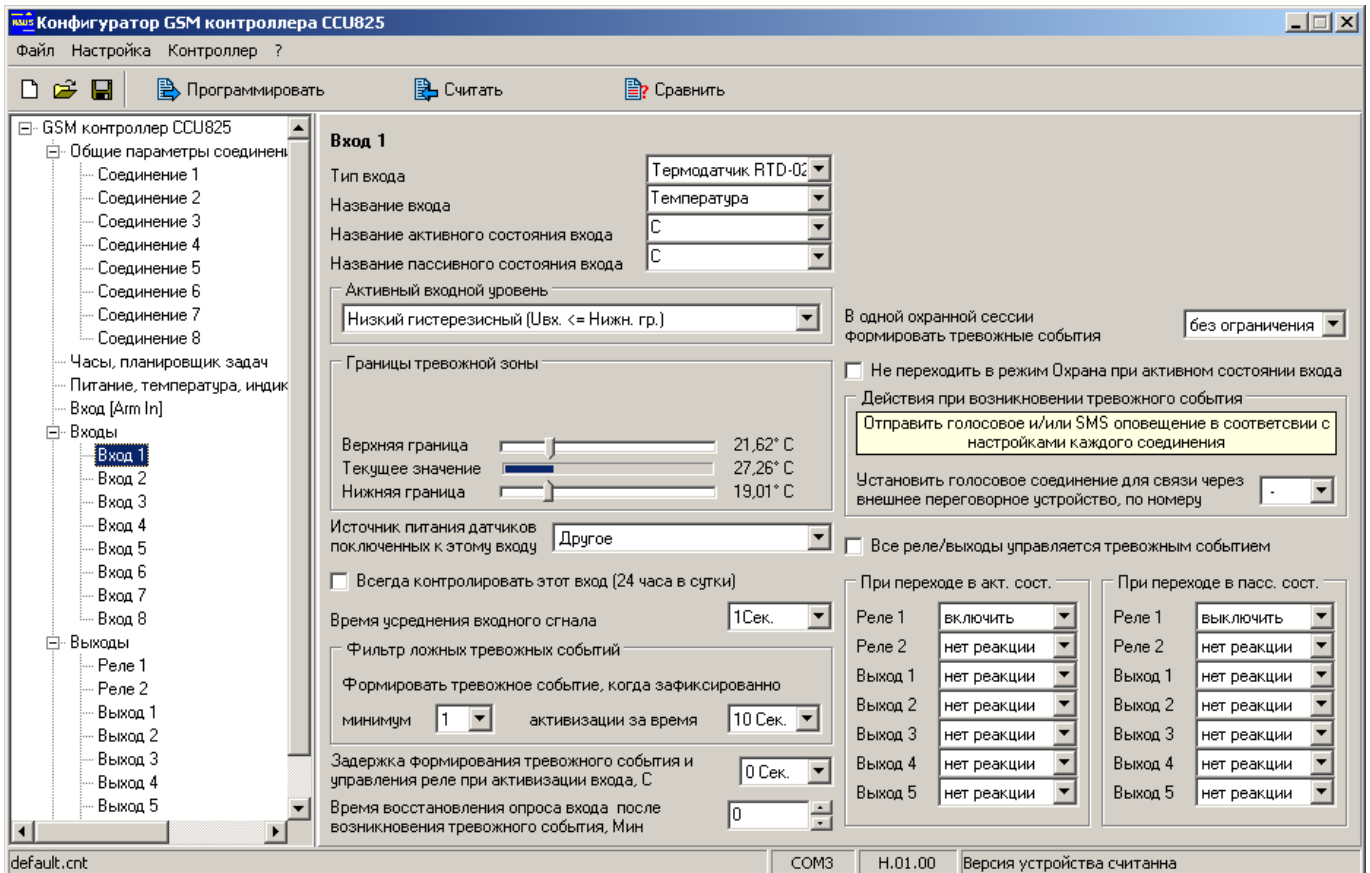 Конфигуратор GSM контроллера CCU825
Файл Настройка Контроллер ?
Программировать Считать Сравнить
GSM контроллер CCU825
Общие параметры соединени
Соединение 1
Соединение 2
Соединение 3
Соединение 4
Соединение 5
Соединение 6
Соединение 7
Соединение 8
Часы, планировщик задач
Питание, температура, индик
Вход [Arm In]
Входы
Вход 1
Вход 2
Вход 3
Вход 4
Вход 5
Вход 6
Вход 7
Вход 8
Выходы
Реле 1
Реле 2
Выход 1
Выход 2
Выход 3
Выход 4
Выход 5
Вход 1
Тип входа Термодатчик RTD-02
Название входа Температура
Название активного состояния входа C
Название пассивного состояния входа C
Активный входной уровень
Низкий гистерезисный (Uвх. <= Нижн. гр.)
Границы тревожной зоны
Верхняя граница 21,62° C
Текущее значение 27,26° C
Нижняя граница 19,01° C
Источник питания датчиков
поключенных к этому входу Другое
Всегда контролировать этот вход (24 часа в сутки)
Время усреднения входного сгнала 1Сек.
Фильтр ложных тревожных событий
Формировать тревожное событие, когда зафиксированно
минимум 1 активизации за время 10 Сек.
Задержка формирования тревожного события и
управления реле при активизации входа, С 0 Сек.
Время восстановления опроса входа после
возникновения тревожного события, Мин 0
В одной охранной сессии
формировать тревожные события без ограничения
Не переходить в режим Охрана при активном состоянии входа
Действия при возникновении тревожного события
Отправить голосовое и/или SMS оповещение в соответсвии с
настройками каждого соединения
Установить голосовое соединение для связи через
внешнее переговорное устройство, по номеру -
Все реле/выходы управляется тревожным событием
При переходе в акт. сост.
Реле 1 включить
Реле 2 нет реакции
Выход 1 нет реакции
Выход 2 нет реакции
Выход 3 нет реакции
Выход 4 нет реакции
Выход 5 нет реакции
При переходе в пасс. сост.
Реле 1 выключить
Реле 2 нет реакции
Выход 1 нет реакции
Выход 2 нет реакции
Выход 3 нет реакции
Выход 4 нет реакции
Выход 5 нет реакции
default.cnt COM3 H.01.00 Версия устройства считанна